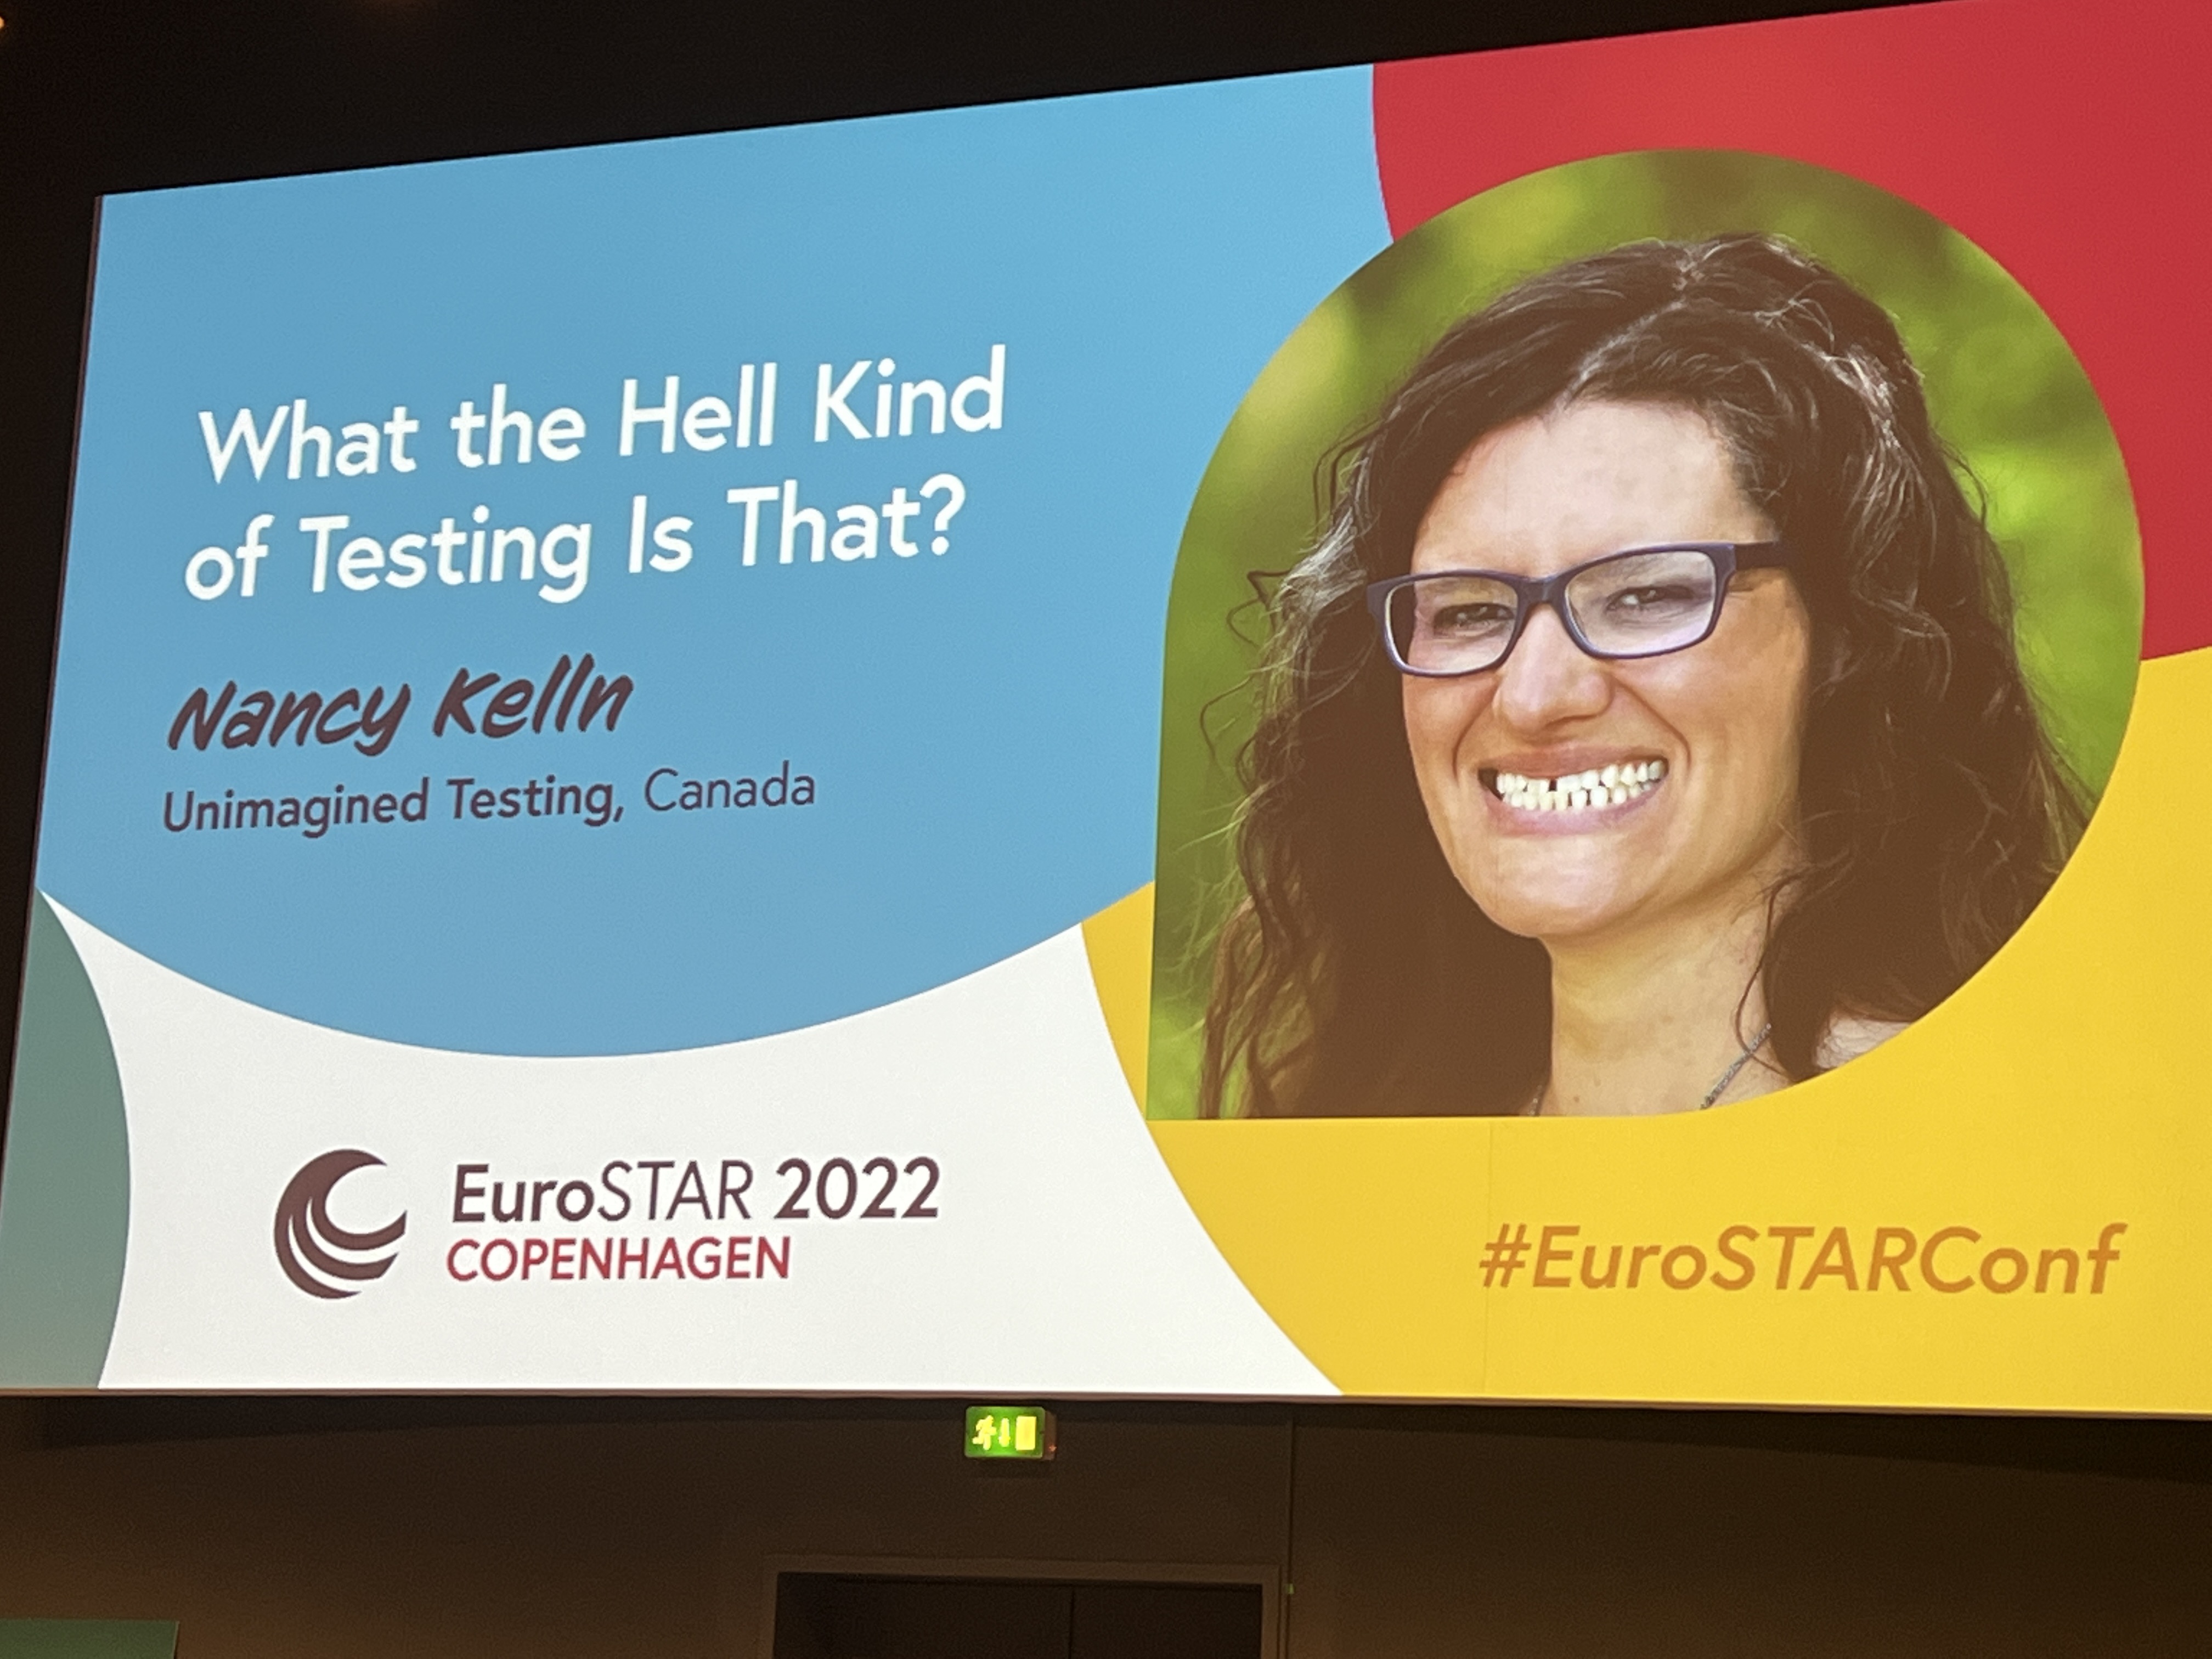 What the Hell Kind
of Testing Is That?
Nancy Kelln
Unimagined Testing, Canada
EuroSTAR 2022
COPENHAGEN
#EuroSTARConf